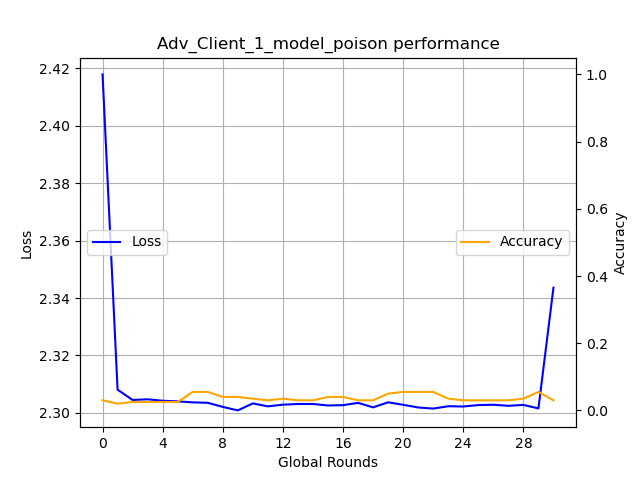 Adv_Client_1_model_poison performance
2.42
2.40
2.38
2.36
2.34
2.32
2.30
Loss
1.0
0.8
0.6
0.4
0.2
0.0
Accuracy
Loss
Accuracy
0 4 8 12 16 20 24 28
Global Rounds